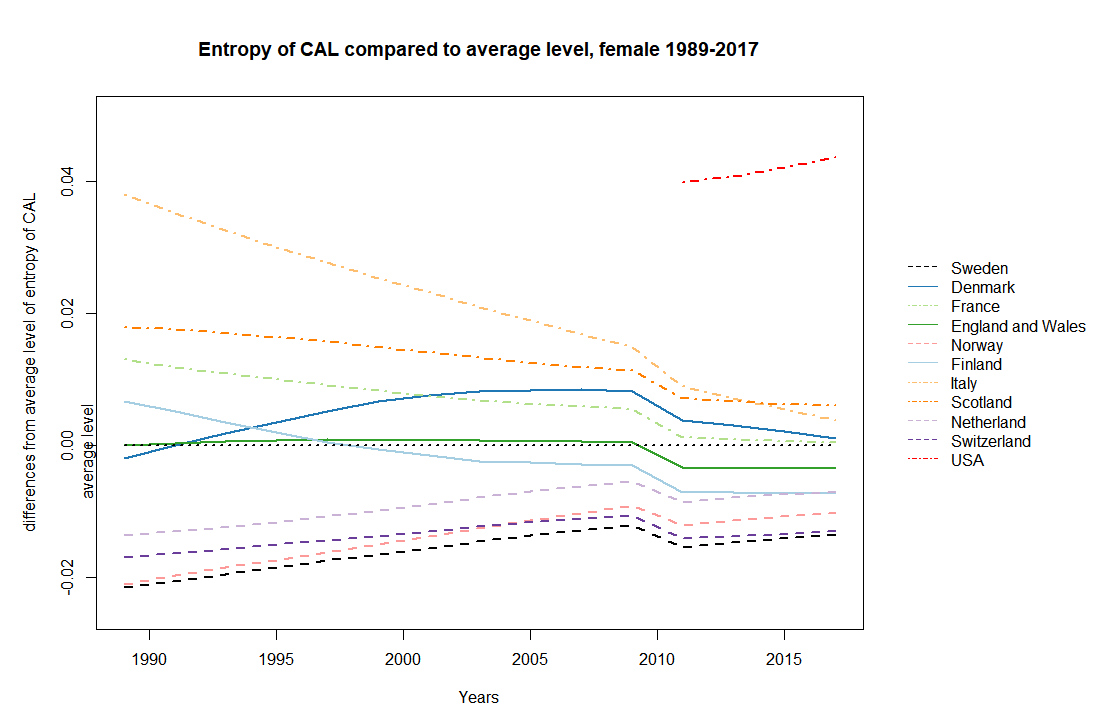 Entropy of CAL compared to average level, female 1989-2017
differences from average level of entropy of CAL
average level
0.04
0.02
0.00
-0.02
1990
1995
2000
2005
2010
2015
Years
Sweden
Denmark
France
England and Wales
Norway
Finland
Italy
Scotland
Netherland
Switzerland
USA